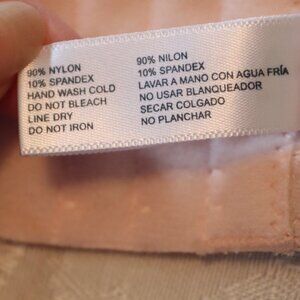 90% NYLON
10% SPANDEX
HAND WASH COLD
DO NOT BLEACH
LINE DRY
DO NOT IRON
90% NILON
10% SPANDEX
LAVAR A MANO CON AGUA FRÍA
NO USAR BLANQUEADOR
SECAR COLGADO
NO PLANCHAR